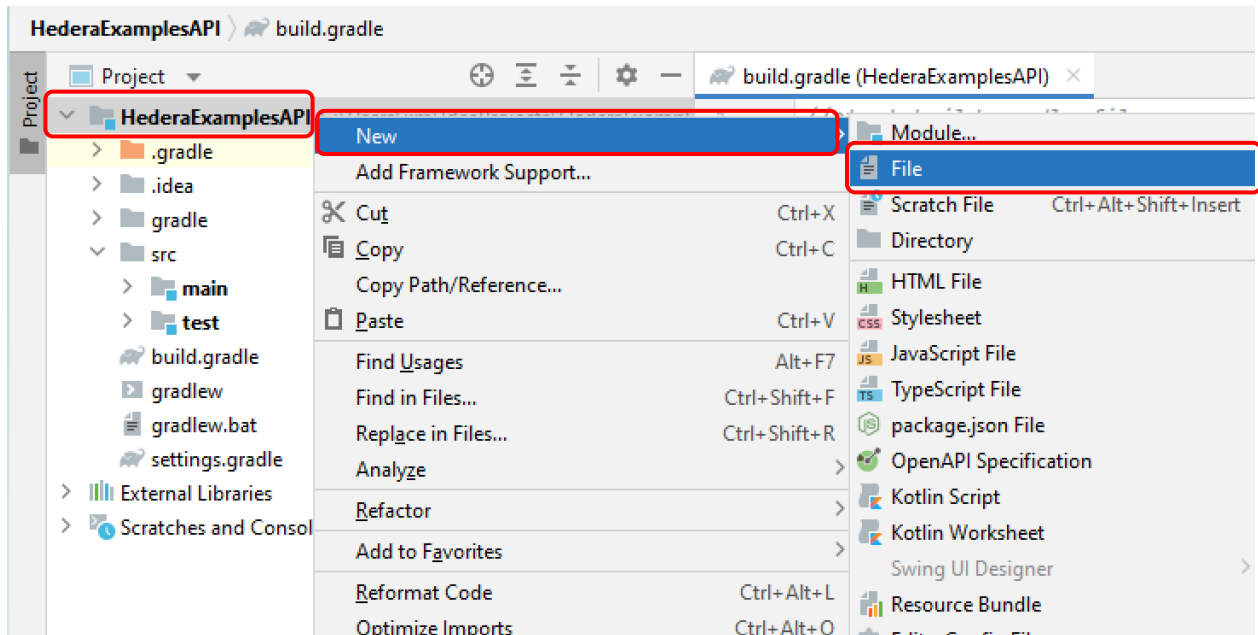 HederaExamplesAPI build.gradle
Project
Project
build.gradle (HederaExamplesAPI)
HederaExamplesAPI
.gradle
.idea
gradle
src
main
test
build.gradle
gradlew
gradlew.bat
settings.gradle
External Libraries
Scratches and Consol
New
Add Framework Support...
Cut Ctrl+X
Copy Ctrl+C
Copy Path/Reference...
Paste Ctrl+V
Find Usages Alt+F7
Find in Files... Ctrl+Shift+F
Replace in Files... Ctrl+Shift+R
Analyze
Refactor
Add to Favorites
Reformat Code Ctrl+Alt+L
Optimize Imports Ctrl+Alt+O
Module...
File
Scratch File Ctrl+Alt+Shift+Insert
Directory
H HTML File
CSS Stylesheet
JS JavaScript File
TS TypeScript File
package.json File
OpenAPI Specification
Kotlin Script
Kotlin Worksheet
Swing UI Designer
Resource Bundle